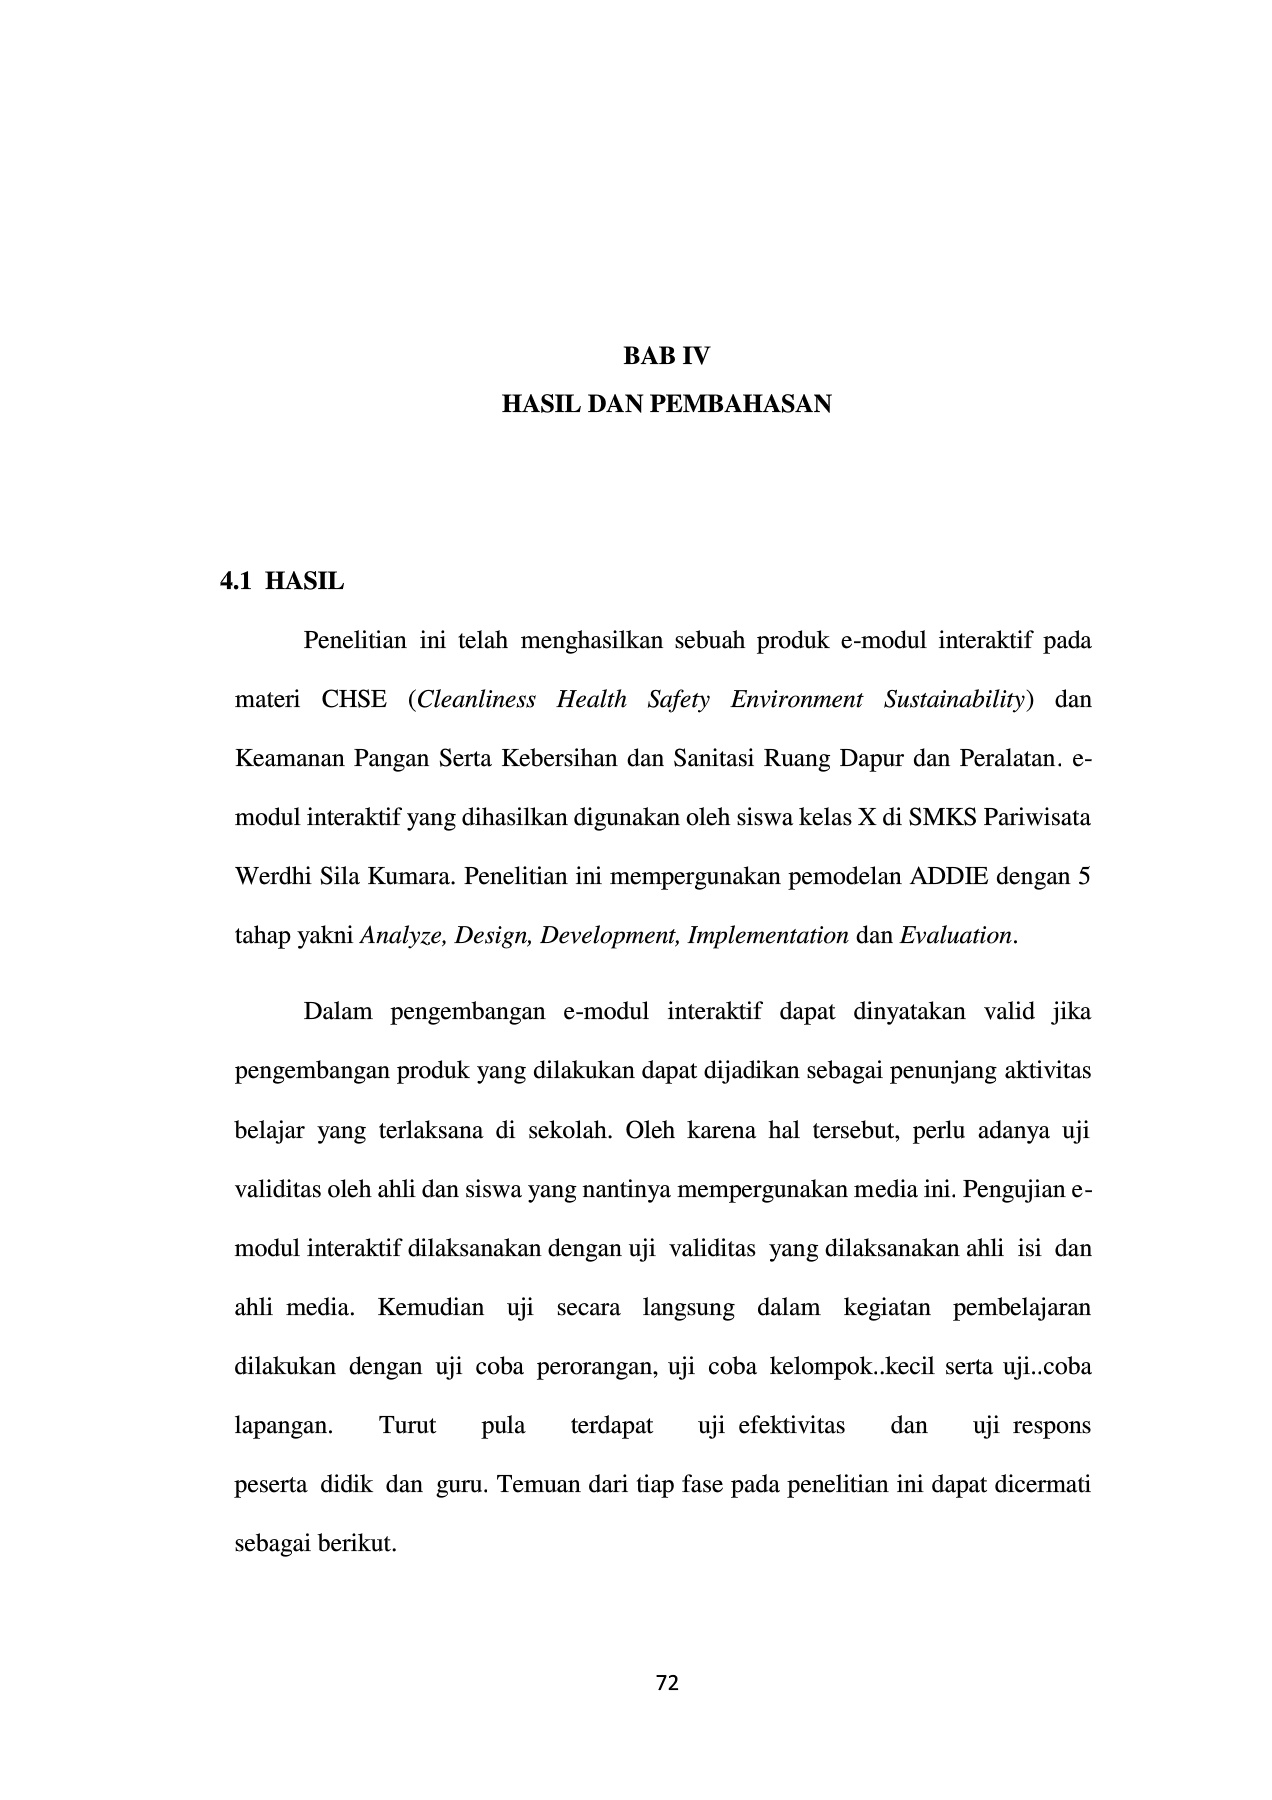 BAB IV
HASIL DAN PEMBAHASAN
4.1 HASIL
Penelitian ini telah menghasilkan sebuah produk e-modul interaktif pada
materi CHSE (Cleanliness Health Safety Environment Sustainability) dan
Keamanan Pangan Serta Kebersihan dan Sanitasi Ruang Dapur dan Peralatan. e-
modul interaktif yang dihasilkan digunakan oleh siswa kelas X di SMKS Pariwisata
Werdhi Sila Kumara. Penelitian ini mempergunakan pemodelan ADDIE dengan 5
tahap yakni Analyze, Design, Development, Implementation dan Evaluation.
Dalam pengembangan e-modul interaktif dapat dinyatakan valid jika
pengembangan produk yang dilakukan dapat dijadikan sebagai penunjang aktivitas
belajar yang terlaksana di sekolah. Oleh karena hal tersebut, perlu adanya uji
validitas oleh ahli dan siswa yang nantinya mempergunakan media ini. Pengujian e-
modul interaktif dilaksanakan dengan uji validitas yang dilaksanakan ahli isi dan
ahli media. Kemudian uji secara langsung dalam kegiatan pembelajaran
dilakukan dengan uji coba perorangan, uji coba kelompok..kecil serta uji..coba
lapangan. Turut pula terdapat uji efektivitas dan uji respons
peserta didik dan guru. Temuan dari tiap fase pada penelitian ini dapat dicermati
sebagai berikut.
72